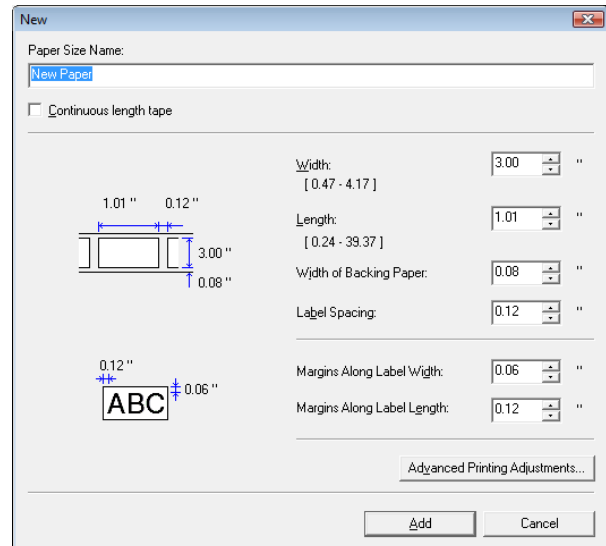 New
Paper Size Name:
New Paper
Continuous length tape
Width: 3.00 "
[ 0.47 - 4.17 ]
1.01 " 0.12 "
Length: 1.01 "
[ 0.24 - 39.37 ]
3.00 "
Width of Backing Paper: 0.08 "
0.08 "
Label Spacing: 0.12 "
0.12 "
Margins Along Label Width: 0.06 "
0.06 "
ABC
Margins Along Label Length: 0.12 "
Advanced Printing Adjustments...
Add Cancel